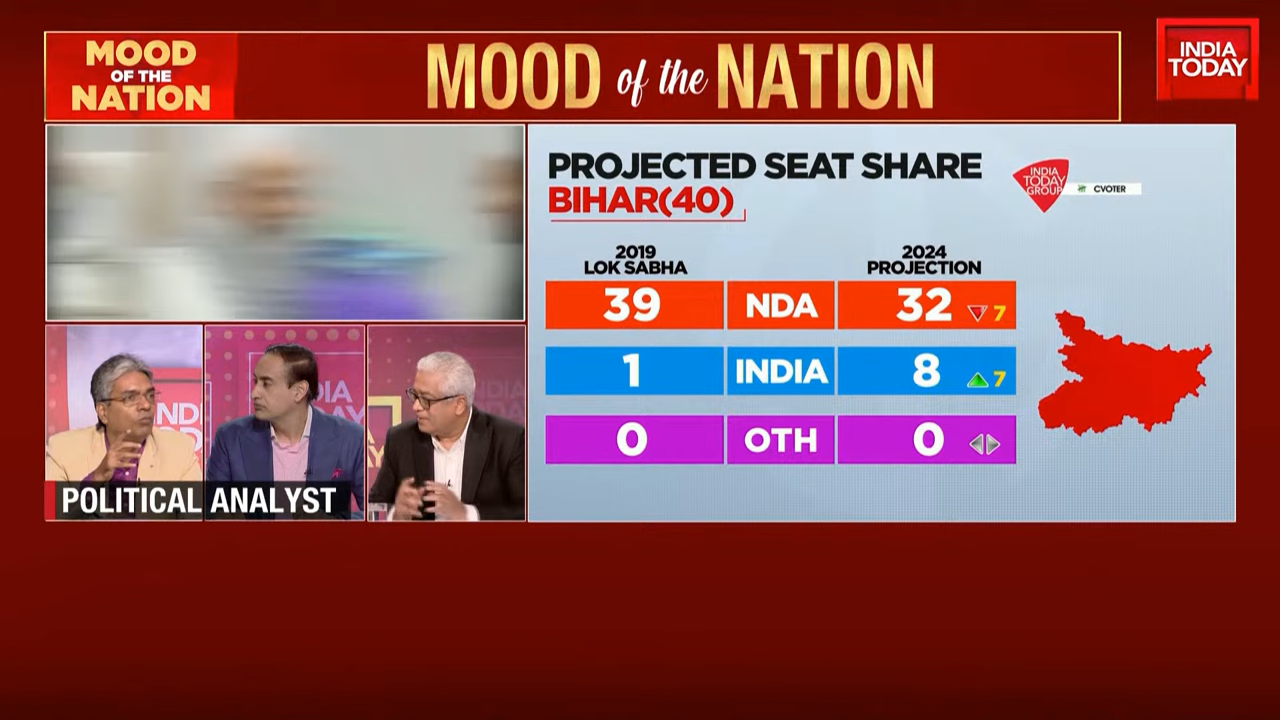 MOOD
OF THE
NATION
MOOD of the NATION
INDIA
TODAY
PROJECTED SEAT SHARE
BIHAR(40)
INDIA
TODAY
GROUP
CVOTER
2019
LOK SABHA
2024
PROJECTION
39 NDA 32 7
1 INDIA 8 7
0 OTH 0
POLITICAL ANALYST